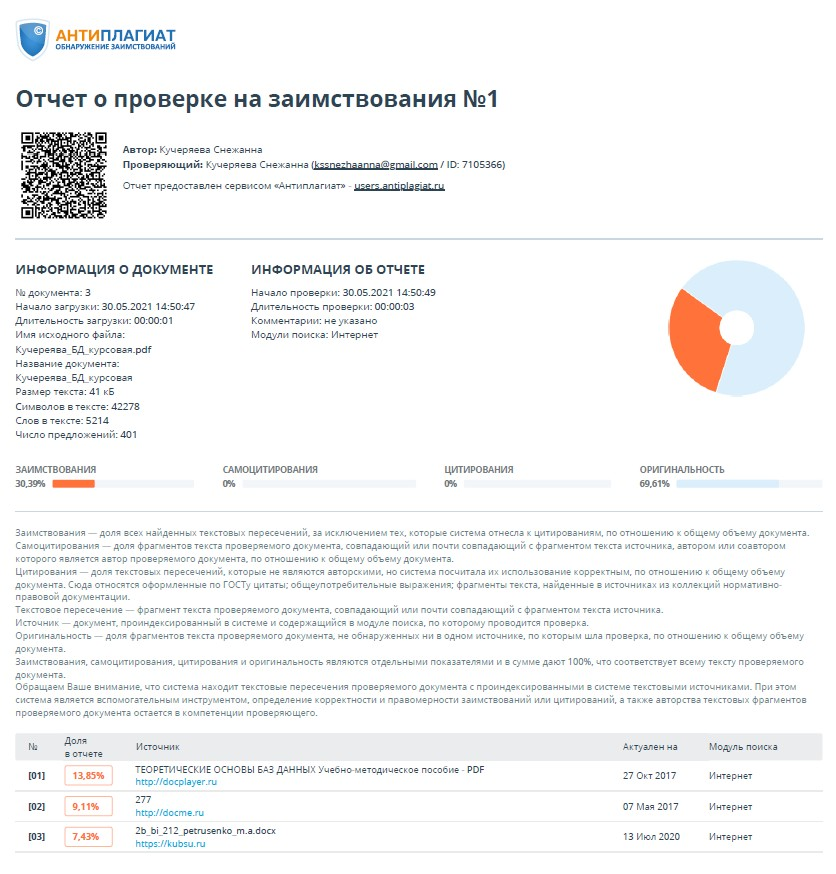 АНТИПЛАГИАТ
ОБНАРУЖЕНИЕ ЗАИМСТВОВАНИЙ
Отчет о проверке на заимствования №1
Автор: Кучеряева Снежанна
Проверяющий: Кучеряева Снежанна (kssnezhaanna@gmail.com / ID: 7105366)
Отчет предоставлен сервисом «Антиплагиат» - users.antiplagiat.ru
ИНФОРМАЦИЯ О ДОКУМЕНТЕ
№ документа: 3
Начало загрузки: 30.05.2021 14:50:47
Длительность загрузки: 00:00:01
Имя исходного файла:
Кучереява_БД_курсовая.pdf
Название документа:
Кучереява_БД_курсовая
Размер текста: 41 кБ
Символов в тексте: 42278
Слов в тексте: 5214
Число предложений: 401
ИНФОРМАЦИЯ ОБ ОТЧЕТЕ
Начало проверки: 30.05.2021 14:50:49
Длительность проверки: 00:00:03
Комментарии: не указано
Модули поиска: Интернет
ЗАИМСТВОВАНИЯ
30,39%
САМОЦИТИРОВАНИЯ
0%
ЦИТИРОВАНИЯ
0%
ОРИГИНАЛЬНОСТЬ
69,61%
Заимствования — доля всех найденных текстовых пересечений, за исключением тех, которые система отнесла к цитированиям, по отношению к общему объему документа.
Самоцитирования — доля фрагментов текста проверяемого документа, совпадающий или почти совпадающий с фрагментом текста источника, автором или соавтором
которого является автор проверяемого документа, по отношению к общему объему документа.
Цитирования — доля текстовых пересечений, которые не являются авторскими, но система посчитала их использование корректным, по отношению к общему объему
документа. Сюда относятся оформленные по ГОСТу цитаты; общеупотребительные выражения; фрагменты текста, найденные в источниках из коллекций нормативно-
правовой документации.
Текстовое пересечение — фрагмент текста проверяемого документа, совпадающий или почти совпадающий с фрагментом текста источника.
Источник — документ, проиндексированный в системе и содержащийся в модуле поиска, по которому проводится проверка.
Оригинальность — доля фрагментов текста проверяемого документа, не обнаруженных ни в одном источнике, по которым шла проверка, по отношению к общему объему
документа.
Заимствования, самоцитирования, цитирования и оригинальность являются отдельными показателями и в сумме дают 100%, что соответствует всему тексту проверяемого
документа.
Обращаем Ваше внимание, что система находит текстовые пересечения проверяемого документа с проиндексированными в системе текстовыми источниками. При этом
система является вспомогательным инструментом, определение корректности и правомерности заимствований или цитирований, а также авторства текстовых фрагментов
проверяемого документа остается в компетенции проверяющего.
№ Доля в отчете Источник Актуален на Модуль поиска
[01] 13,85% ТЕОРЕТИЧЕСКИЕ ОСНОВЫ БАЗ ДАННЫХ Учебно-методическое пособие - PDF 27 Окт 2017 Интернет
http://docplayer.ru
[02] 9,11% 277 07 Мая 2017 Интернет
http://docme.ru
[03] 7,43% 2b_bi_212_petrusenko_m.a.docx 13 Июл 2020 Интернет
https://kubsu.ru